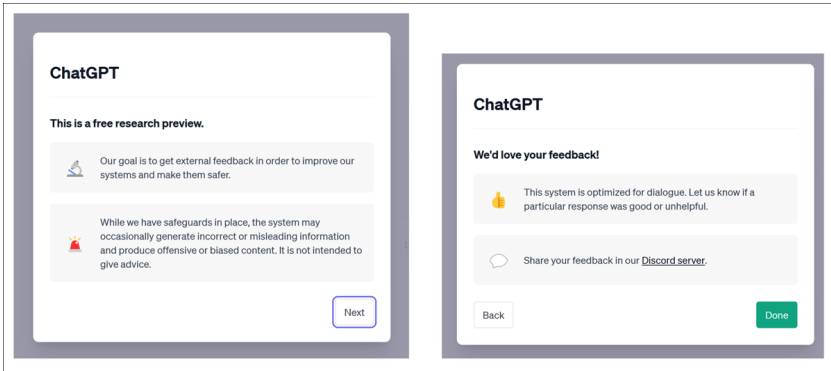 ChatGPT
This is a free research preview.
Our goal is to get external feedback in order to improve our
systems and make them safer.
While we have safeguards in place, the system may
occasionally generate incorrect or misleading information
and produce offensive or biased content. It is not intended to
give advice.
Next
ChatGPT
We'd love your feedback!
This system is optimized for dialogue. Let us know if a
particular response was good or unhelpful.
Share your feedback in our Discord server.
Back
Done